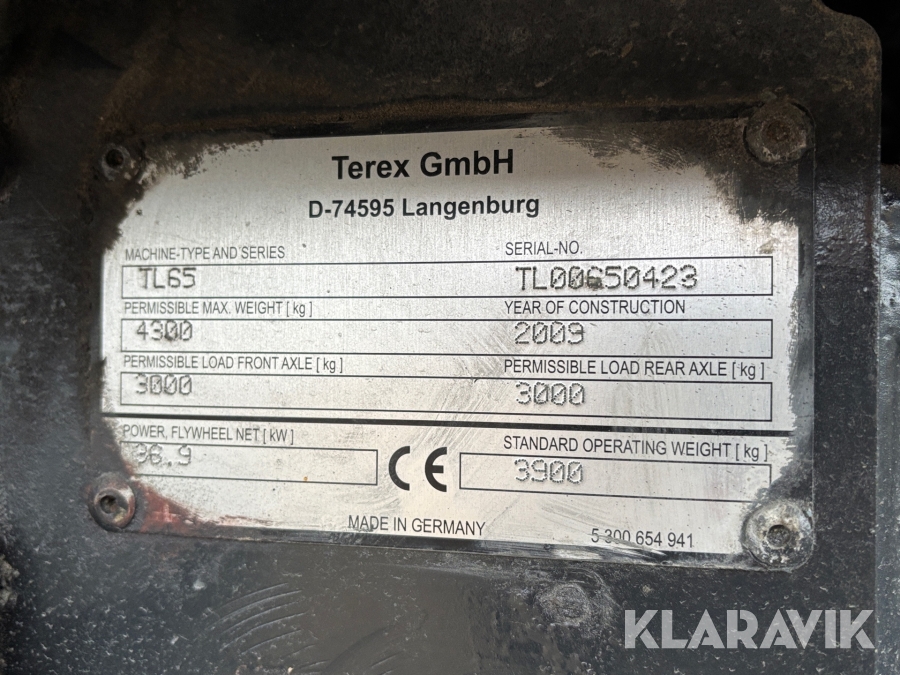 Terex GmbH
D-74595 Langenburg
MACHINE-TYPE AND SERIES SERIAL-NO.
TL65 TL00650423
PERMISSIBLE MAX. WEIGHT [ kg ] YEAR OF CONSTRUCTION
4300 2009
PERMISSIBLE LOAD FRONT AXLE [ kg ] PERMISSIBLE LOAD REAR AXLE [ kg ]
3000 3000
POWER, FLYWHEEL NET [ kW ] STANDARD OPERATING WEIGHT [ kg ]
36.9 CE 3900
MADE IN GERMANY 5 300 654 941
KLARAVIK